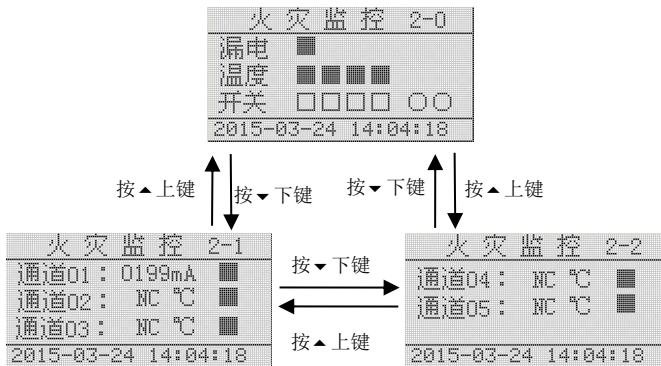 火灾监控 2-0
漏电 ■
温度 ■■■■
开关 □□□□ ○○
2015-03-24 14:04:18
按▲上键
按▼下键
按▼下键
按▲上键
火灾监控 2-1
通道01: 0199mA ■
通道02: NC ℃ ■
通道03: NC ℃ ■
2015-03-24 14:04:18
按▼下键
按▲上键
火灾监控 2-2
通道04: NC ℃ ■
通道05: NC ℃ ■
2015-03-24 14:04:18